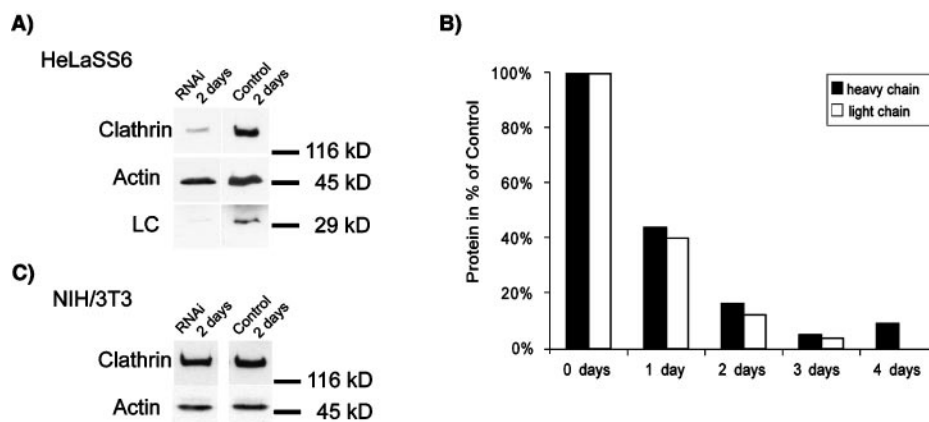 A)
HeLaSS6
RNAi
2 days
Control
2 days
Clathrin
116 kD
Actin
45 kD
LC
29 kD
C)
NIH/3T3
RNAi
2 days
Control
2 days
Clathrin
116 kD
Actin
45 kD
B)
Protein in % of Control
100%
80%
60%
40%
20%
0%
heavy chain
light chain
0 days
1 day
2 days
3 days
4 days